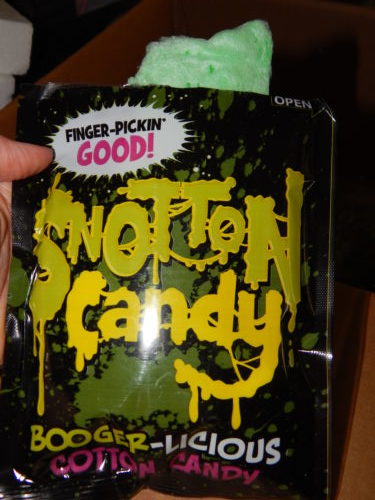 OPEN
FINGER-PICKIN'
GOOD!
SNOTTON
Candy
BOOGER-LICIOUS
COTTON CANDY